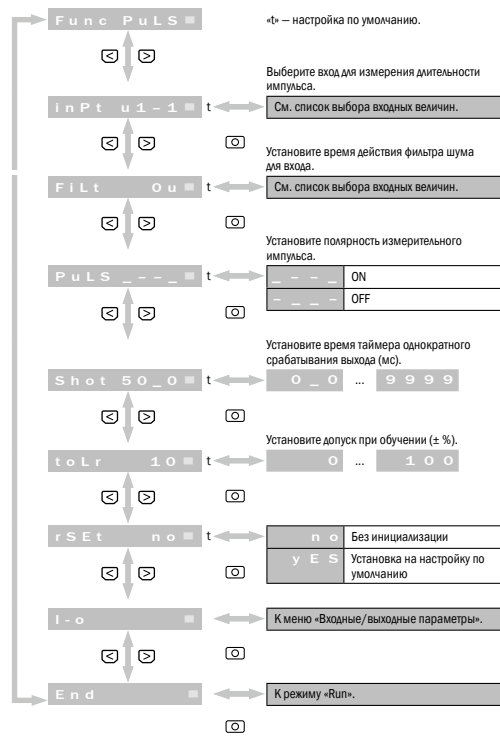 Func PuLS
«t» — настройка по умолчанию.
Выберите вход для измерения длительности
импульса.
inPt u1-1 t
См. список выбора входных величин.
Установите время действия фильтра шума
для входа.
FiLt 0u t
См. список выбора входных величин.
Установите полярность измерительного
импульса.
PuLS _--_ t
_--_ ON
-__- OFF
Установите время таймера однократного
срабатывания выхода (мс).
Shot 50_0 t
0_0 ... 9999
Установите допуск при обучении (± %).
toLr 10 t
0 ... 100
rSEt no t
no Без инициализации
yES Установка на настройку по
умолчанию
I-o
К меню «Входные/выходные параметры».
End
К режиму «Run».